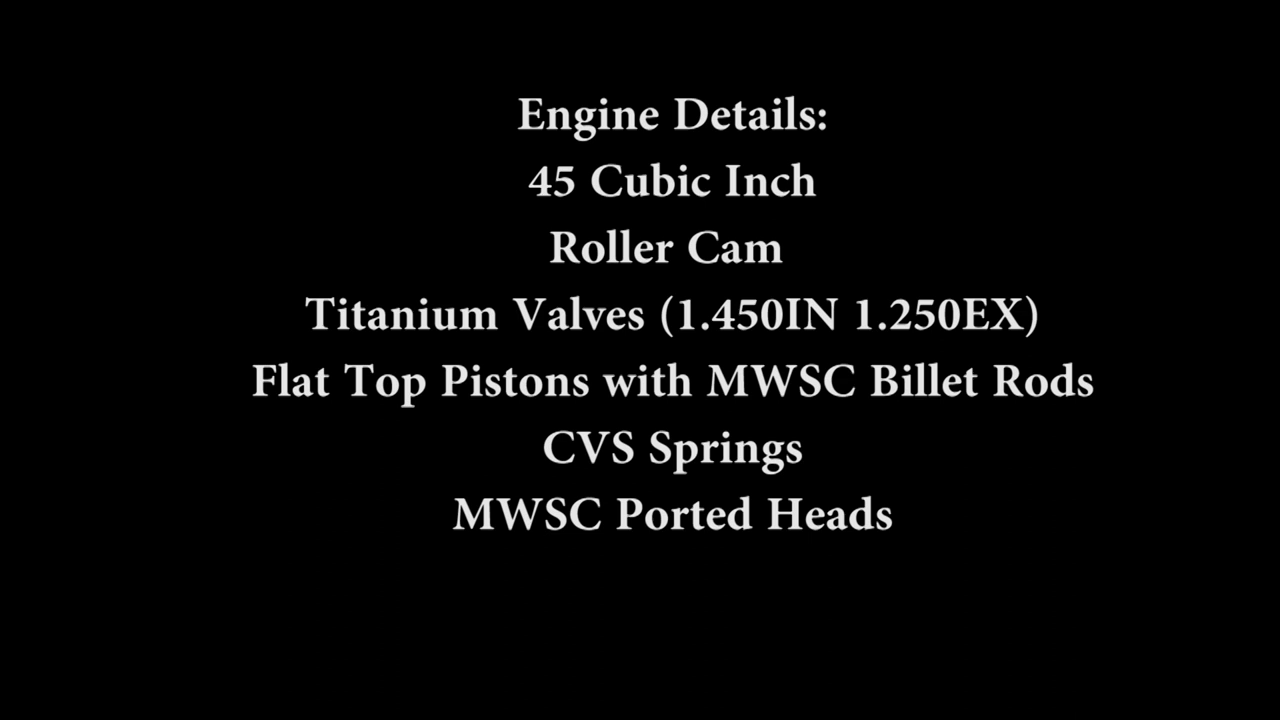 Engine Details:
45 Cubic Inch
Roller Cam
Titanium Valves (1.450IN 1.250EX)
Flat Top Pistons with MWSC Billet Rods
CVS Springs
MWSC Ported Heads